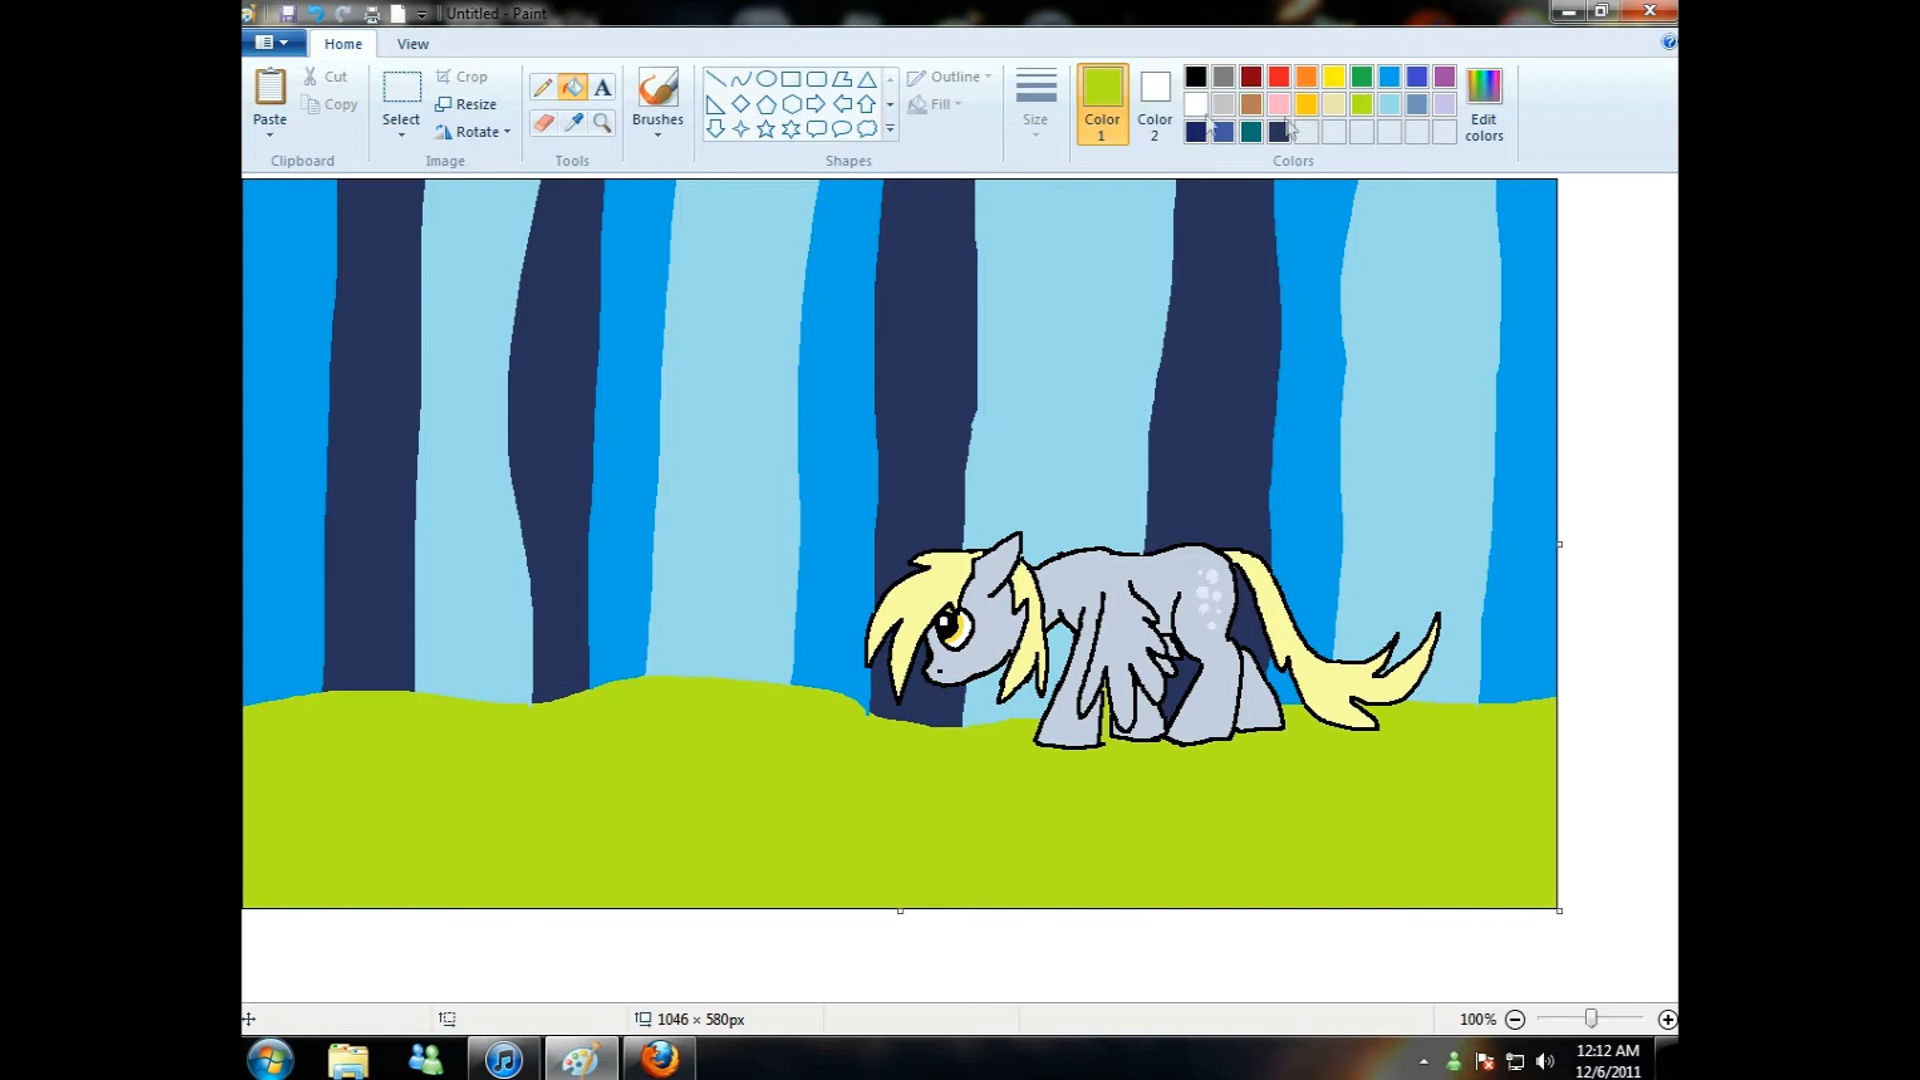 Untitled - Paint
Home View
Paste
Cut
Copy
Clipboard
Select
Crop
Resize
Rotate
Image
A
Tools
Brushes
Outline
Fill
Shapes
Size
Color 1
Color 2
Edit colors
Colors
1046 × 580px
100%
12:12 AM
12/6/2011